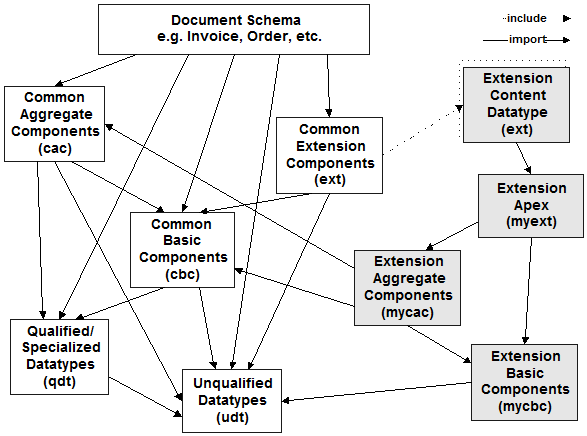 Document Schema
e.g. Invoice, Order, etc.
include
import
Common
Aggregate
Components
(cac)
Common
Extension
Components
(ext)
Extension
Content
Datatype
(ext)
Extension
Apex
(myext)
Common
Basic
Components
(cbc)
Extension
Aggregate
Components
(mycac)
Qualified/
Specialized
Datatypes
(qdt)
Unqualified
Datatypes
(udt)
Extension
Basic
Components
(mycbc)